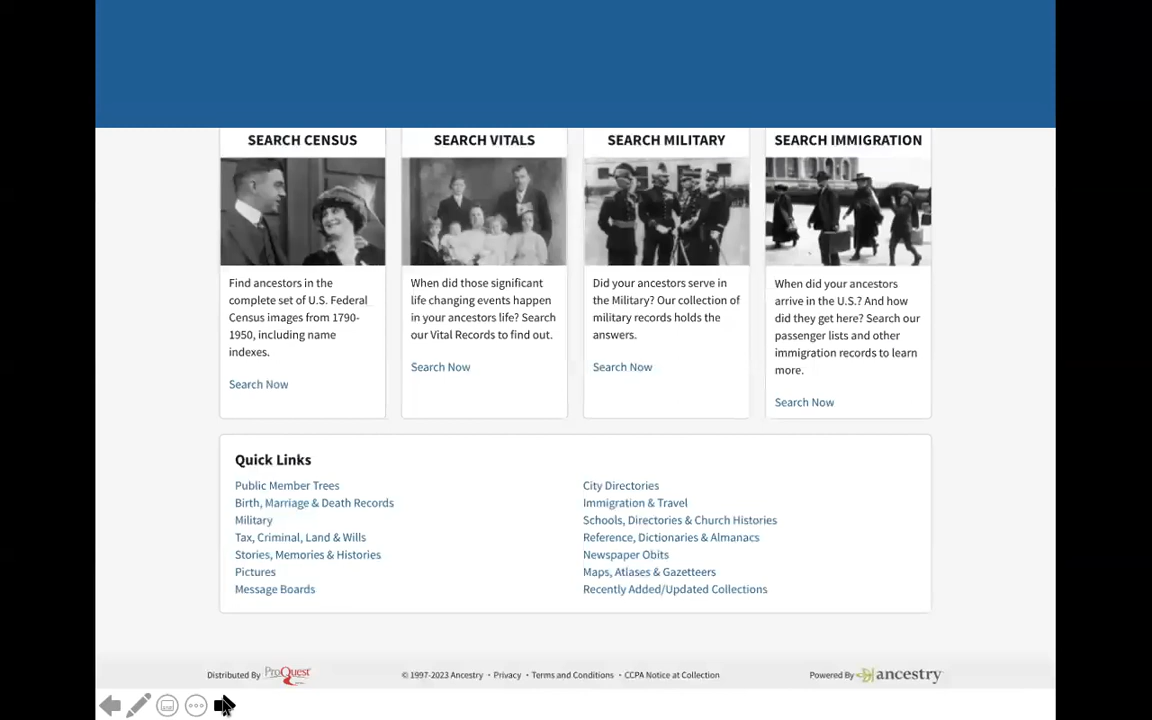 SEARCH CENSUS
Find ancestors in the
complete set of U.S. Federal
Census images from 1790-
1950, including name
indexes.
Search Now
SEARCH VITALS
When did those significant
life changing events happen
in your ancestors life? Search
our Vital Records to find out.
Search Now
SEARCH MILITARY
Did your ancestors serve in
the Military? Our collection of
military records holds the
answers.
Search Now
SEARCH IMMIGRATION
When did your ancestors
arrive in the U.S.? And how
did they get here? Search our
passenger lists and other
immigration records to learn
more.
Search Now
Quick Links
Public Member Trees
Birth, Marriage & Death Records
Military
Tax, Criminal, Land & Wills
Stories, Memories & Histories
Pictures
Message Boards
City Directories
Immigration & Travel
Schools, Directories & Church Histories
Reference, Dictionaries & Almanacs
Newspaper Obits
Maps, Atlases & Gazetteers
Recently Added/Updated Collections
Distributed By ProQuest
© 1997-2023 Ancestry • Privacy • Terms and Conditions • CCPA Notice at Collection
Powered By ancestry